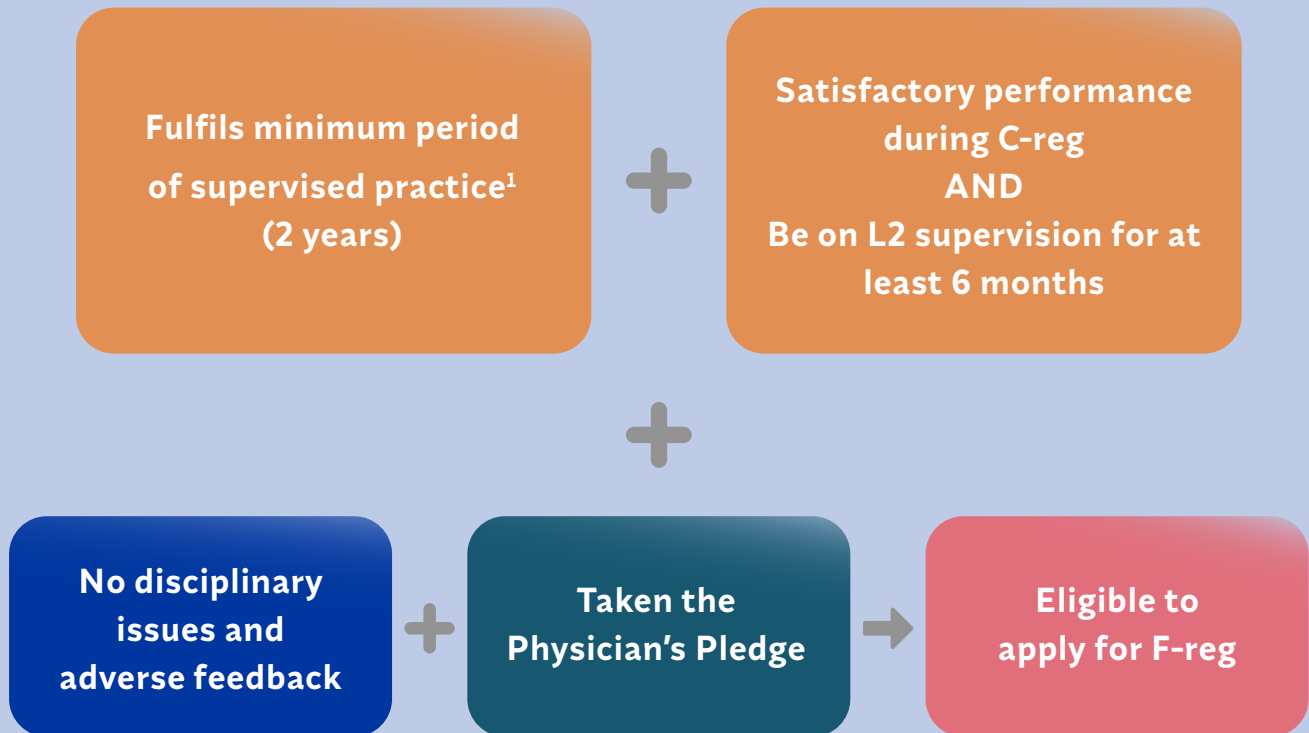 Fulfils minimum period
of supervised practice¹
(2 years)
Satisfactory performance
during C-reg
AND
Be on L2 supervision for at
least 6 months
No disciplinary
issues and
adverse feedback
Taken the
Physician's Pledge
Eligible to
apply for F-reg